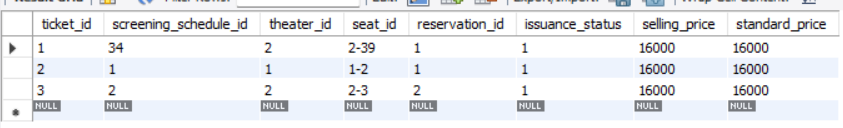 ticket_id screening_schedule_id theater_id seat_id reservation_id issuance_status selling_price standard_price
1 34 2 2-39 1 1 16000 16000
2 1 1 1-2 1 1 16000 16000
3 2 2 2-3 2 1 16000 16000
NULL NULL NULL NULL NULL NULL NULL NULL